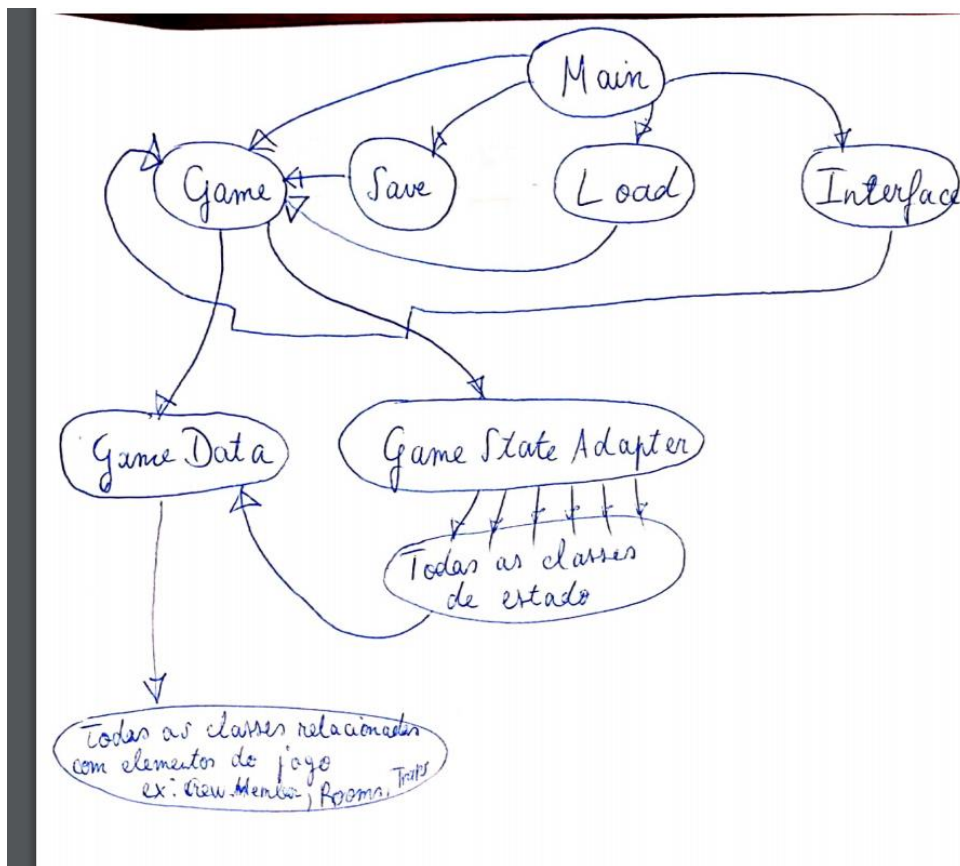 Main
Game
Save
Load
Interface
Game Data
Game State Adapter
Todas as classes
de estado
Todas as classes relacionadas
com elementos do jogo
ex: Crew Member, Rooms, Traps